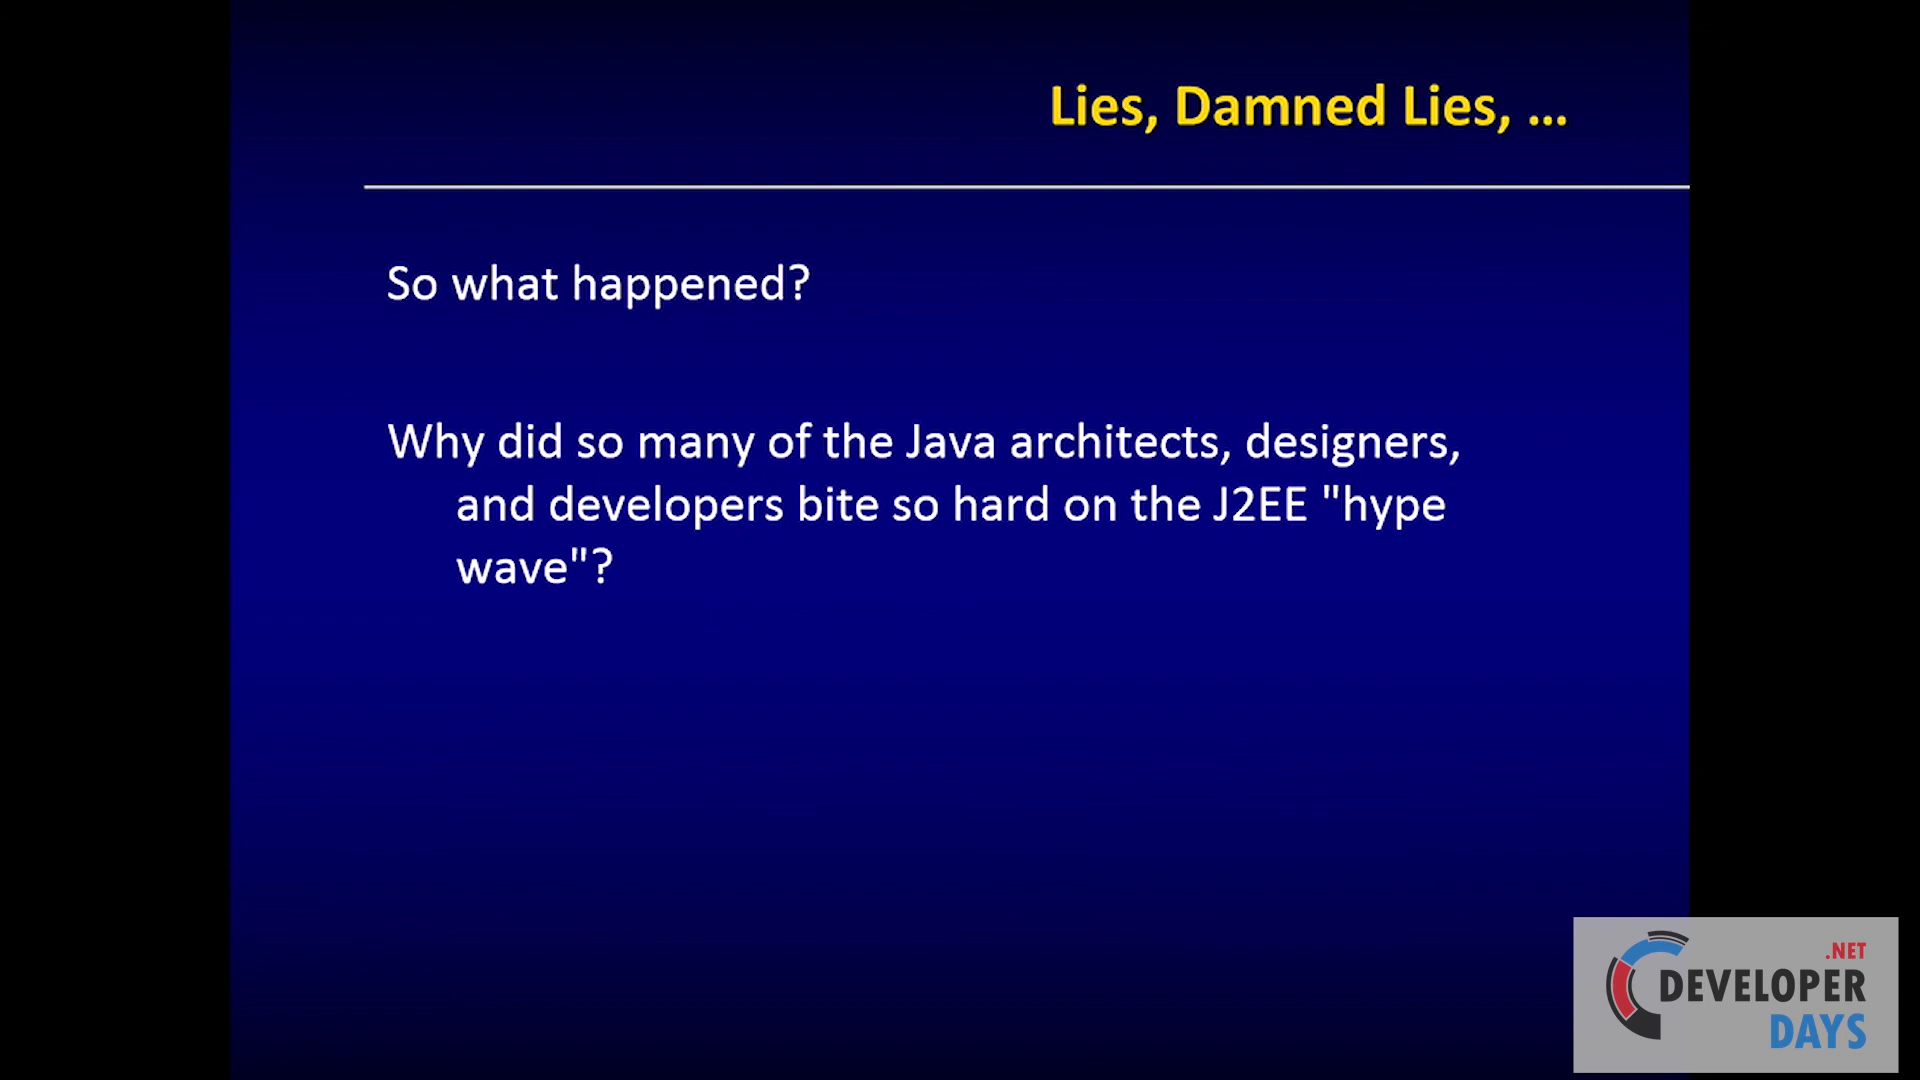 Lies, Damned Lies, ...
So what happened?
Why did so many of the Java architects, designers,
and developers bite so hard on the J2EE "hype
wave"?
.NET
DEVELOPER
DAYS